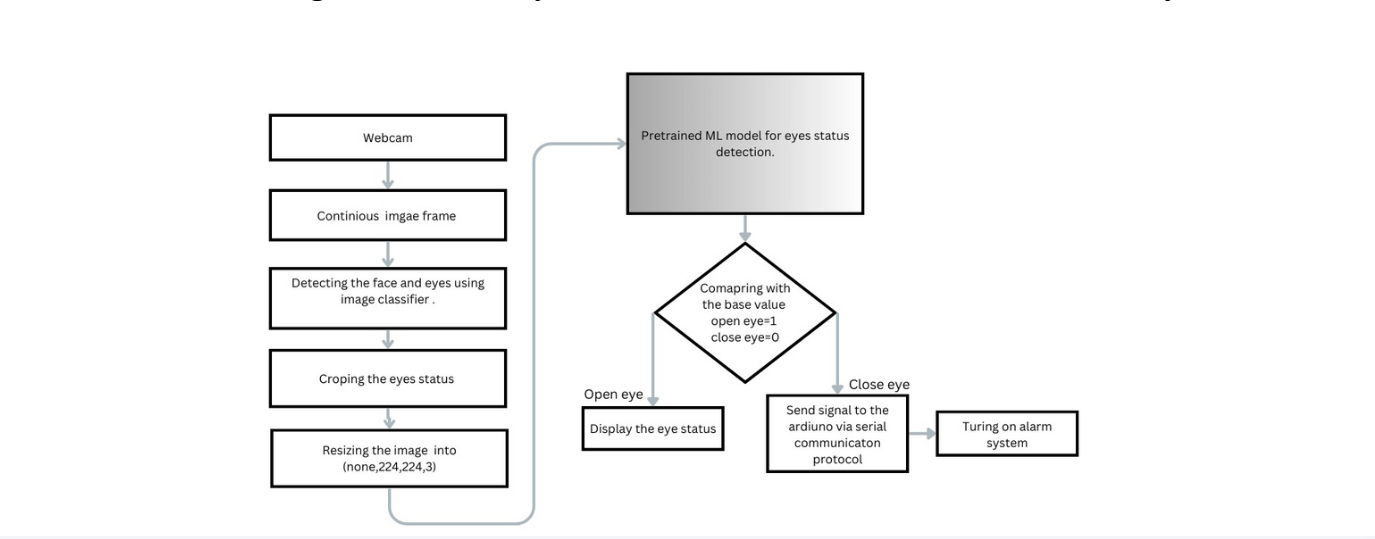 Webcam
Continious imgae frame
Detecting the face and eyes using
image classifier .
Croping the eyes status
Resizing the image into
(none,224,224,3)
Pretrained ML model for eyes status
detection.
Comapring with
the base value
open eye=1
close eye=0
Open eye
Display the eye status
Close eye
Send signal to the
ardiuno via serial
communicaton
protocol
Turing on alarm
system